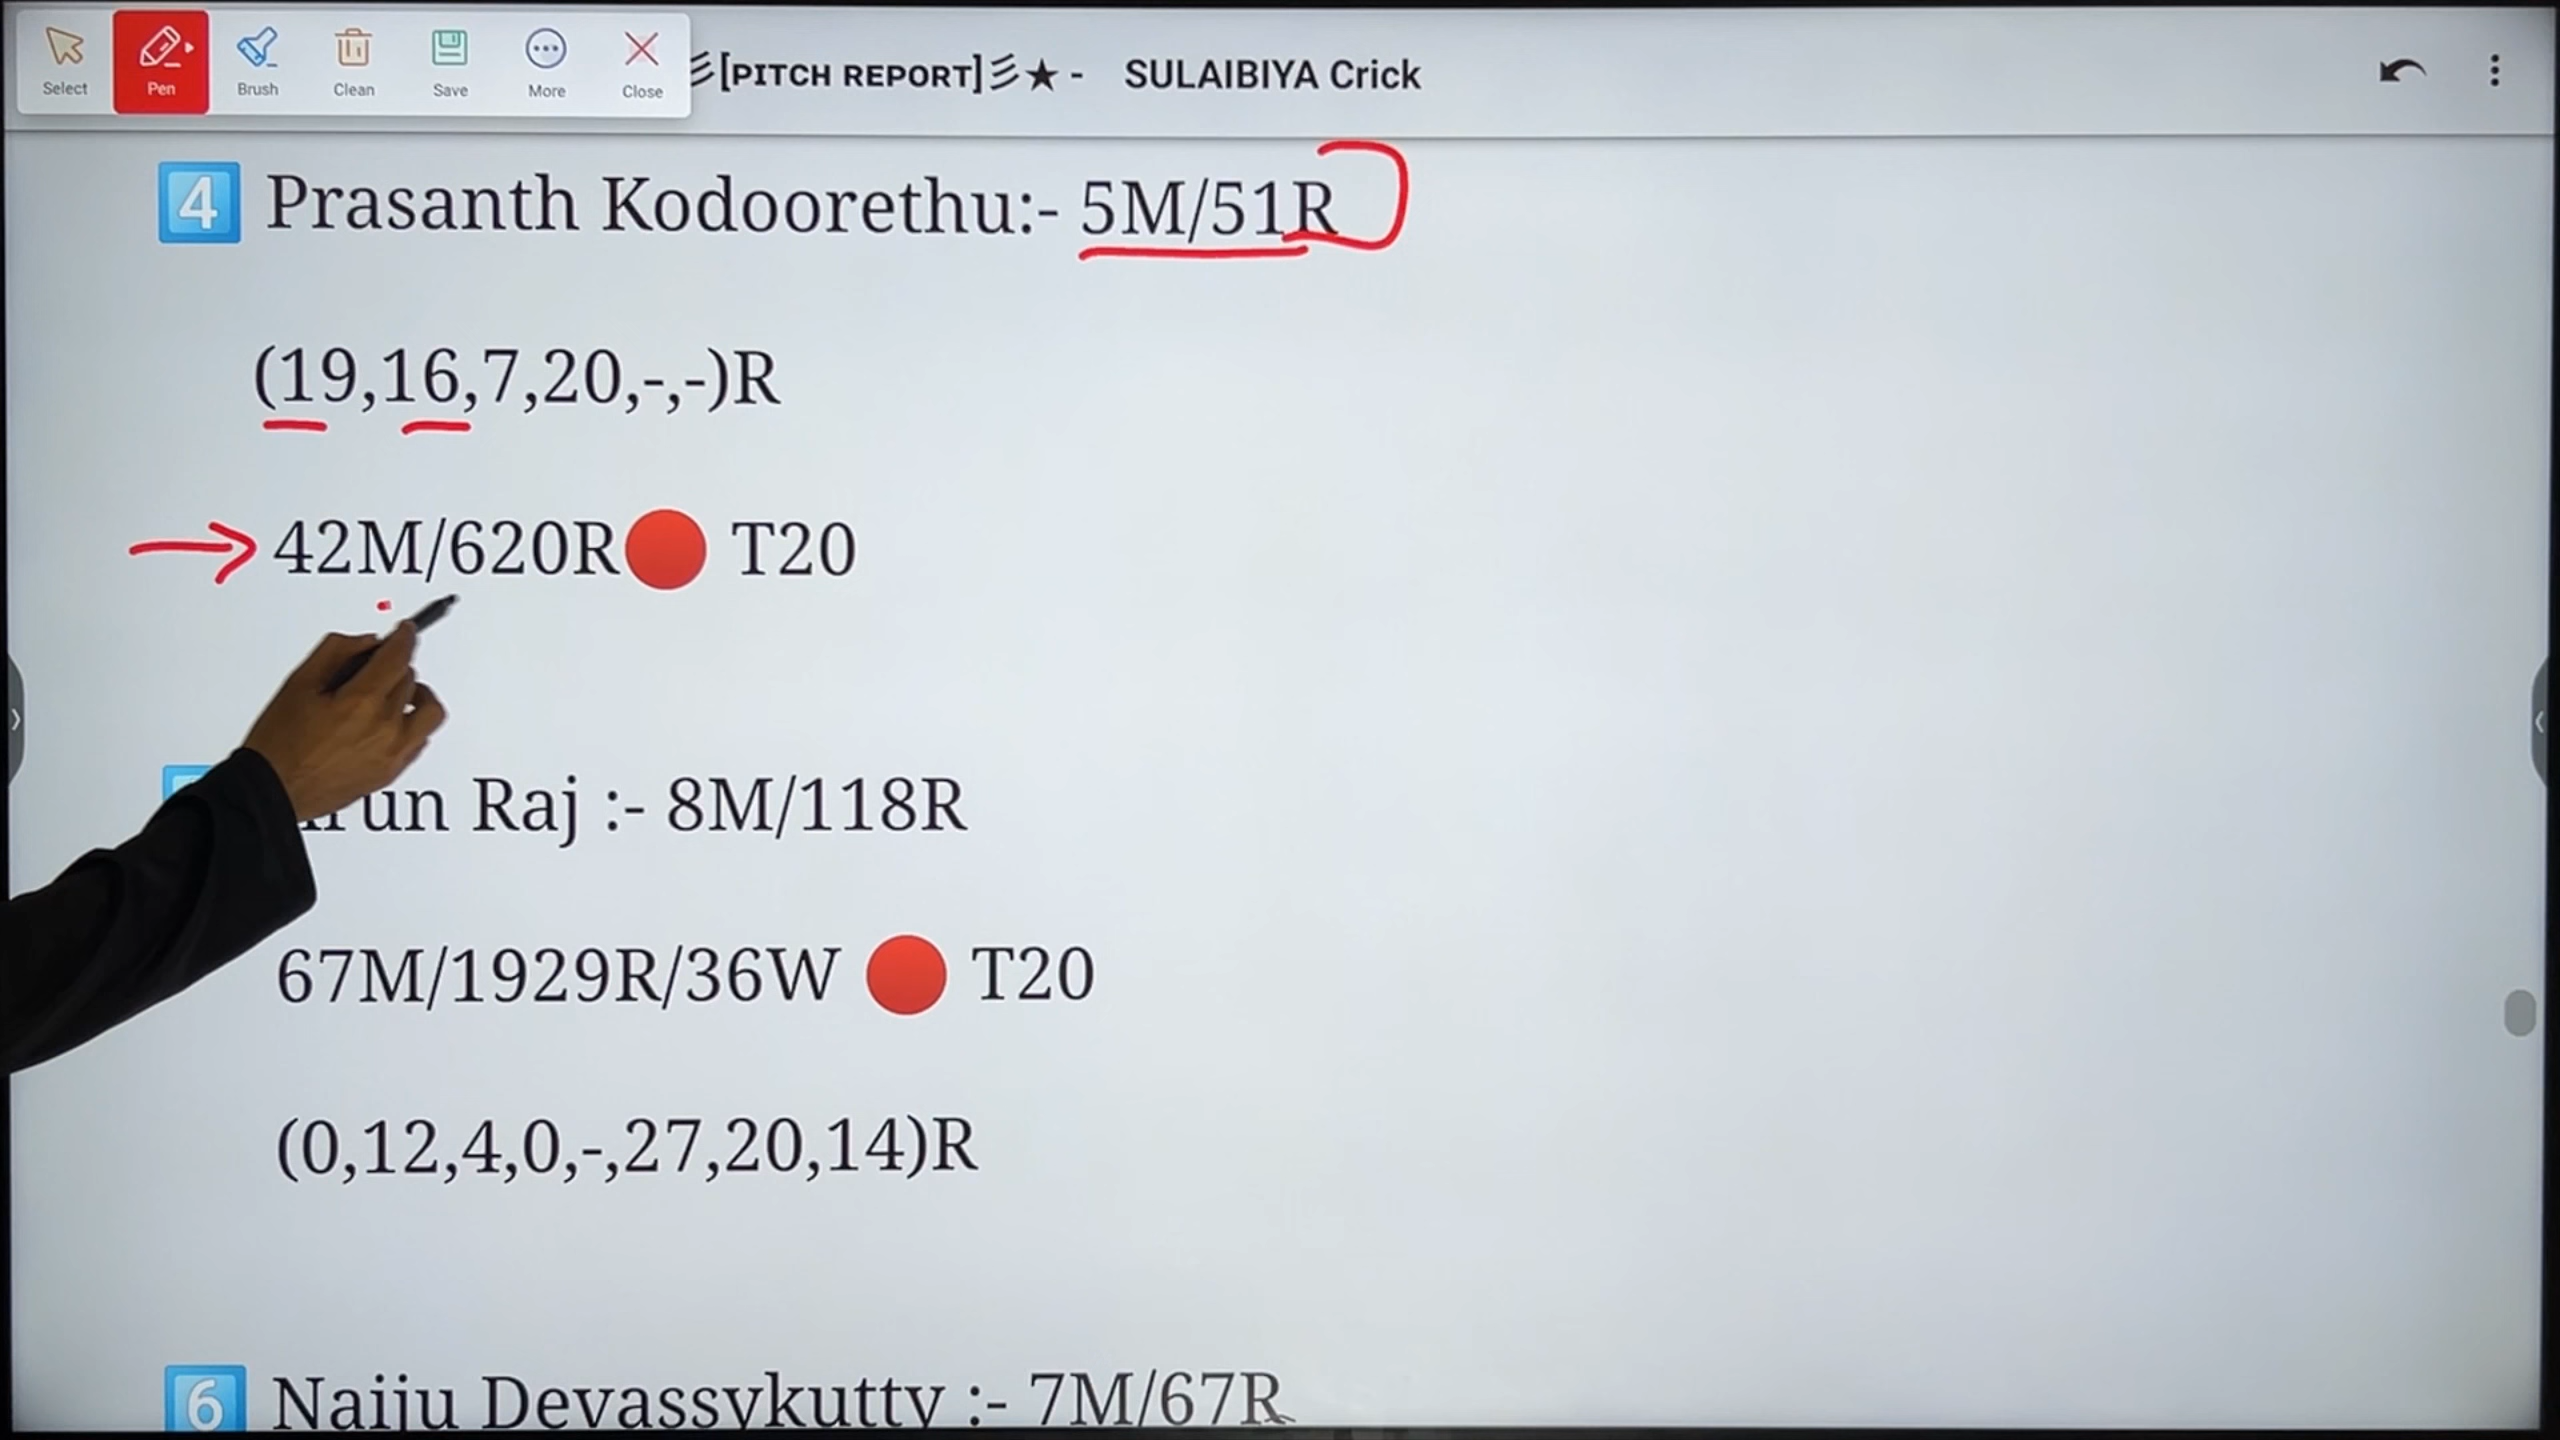 Select Pen Brush Clean Save More Close
彡[PITCH REPORT]彡★ - SULAIBIYA Crick
4 Prasanth Kodoorethu:- 5M/51R
(19,16,7,20,-,-)R
42M/620R🔴 T20
Raj :- 8M/118R
67M/1929R/36W 🔴 T20
(0,12,4,0,-,27,20,14)R
6 Naiju Devassykutty :- 7M/67R